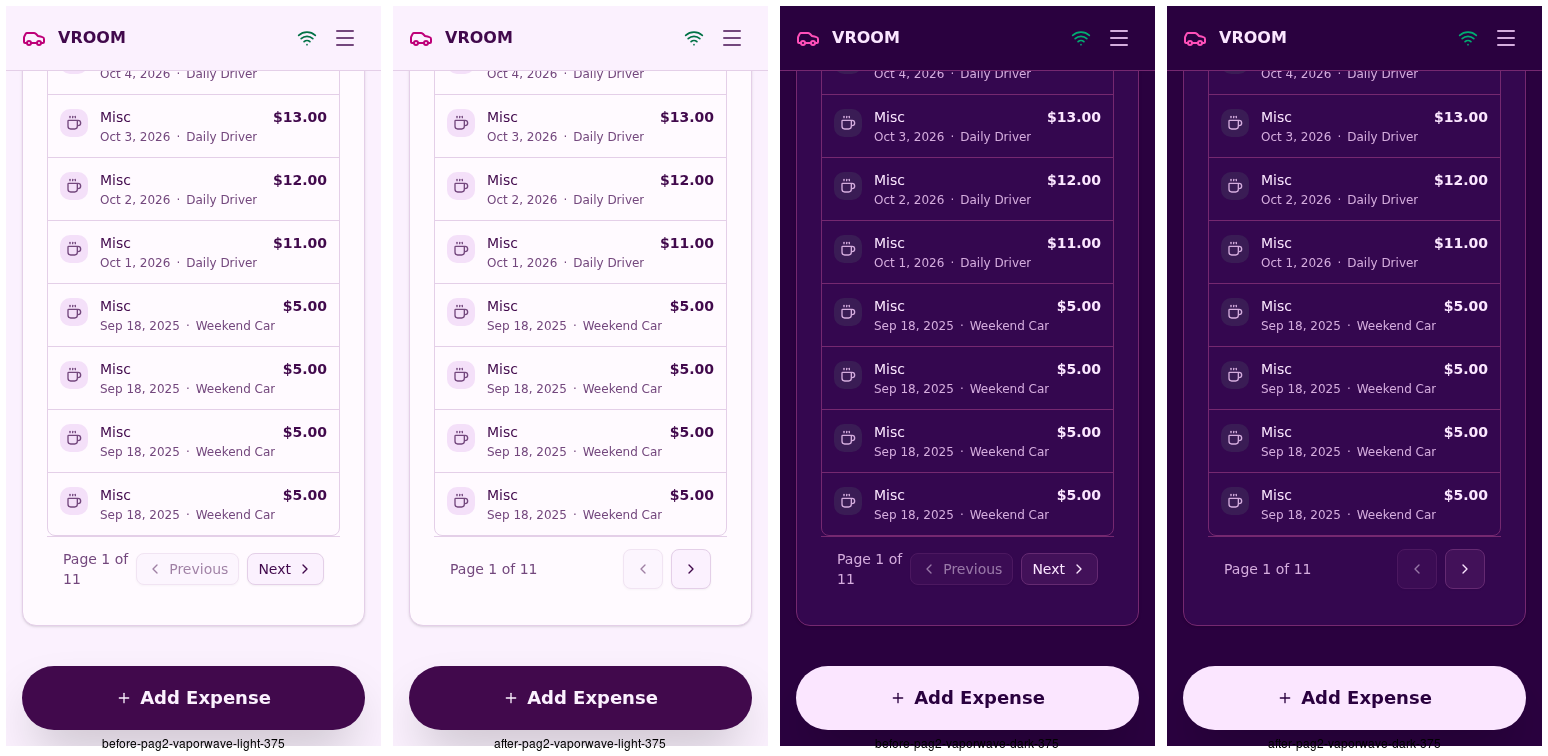 VROOM
Oct 4, 2026 · Daily Driver
Misc $13.00
Oct 3, 2026 · Daily Driver
Misc $12.00
Oct 2, 2026 · Daily Driver
Misc $11.00
Oct 1, 2026 · Daily Driver
Misc $5.00
Sep 18, 2025 · Weekend Car
Misc $5.00
Sep 18, 2025 · Weekend Car
Misc $5.00
Sep 18, 2025 · Weekend Car
Misc $5.00
Sep 18, 2025 · Weekend Car
Page 1 of
11
Previous
Next
+ Add Expense
before-pag2-vaporwave-light-375
VROOM
Oct 4, 2026 · Daily Driver
Misc $13.00
Oct 3, 2026 · Daily Driver
Misc $12.00
Oct 2, 2026 · Daily Driver
Misc $11.00
Oct 1, 2026 · Daily Driver
Misc $5.00
Sep 18, 2025 · Weekend Car
Misc $5.00
Sep 18, 2025 · Weekend Car
Misc $5.00
Sep 18, 2025 · Weekend Car
Misc $5.00
Sep 18, 2025 · Weekend Car
Page 1 of 11
+ Add Expense
after-pag2-vaporwave-light-375
VROOM
Oct 4, 2026 · Daily Driver
Misc $13.00
Oct 3, 2026 · Daily Driver
Misc $12.00
Oct 2, 2026 · Daily Driver
Misc $11.00
Oct 1, 2026 · Daily Driver
Misc $5.00
Sep 18, 2025 · Weekend Car
Misc $5.00
Sep 18, 2025 · Weekend Car
Misc $5.00
Sep 18, 2025 · Weekend Car
Misc $5.00
Sep 18, 2025 · Weekend Car
Page 1 of
11
Previous
Next
+ Add Expense
before-pag2-vaporwave-dark-375
VROOM
Oct 4, 2026 · Daily Driver
Misc $13.00
Oct 3, 2026 · Daily Driver
Misc $12.00
Oct 2, 2026 · Daily Driver
Misc $11.00
Oct 1, 2026 · Daily Driver
Misc $5.00
Sep 18, 2025 · Weekend Car
Misc $5.00
Sep 18, 2025 · Weekend Car
Misc $5.00
Sep 18, 2025 · Weekend Car
Misc $5.00
Sep 18, 2025 · Weekend Car
Page 1 of 11
+ Add Expense
after-pag2-vaporwave-dark-375